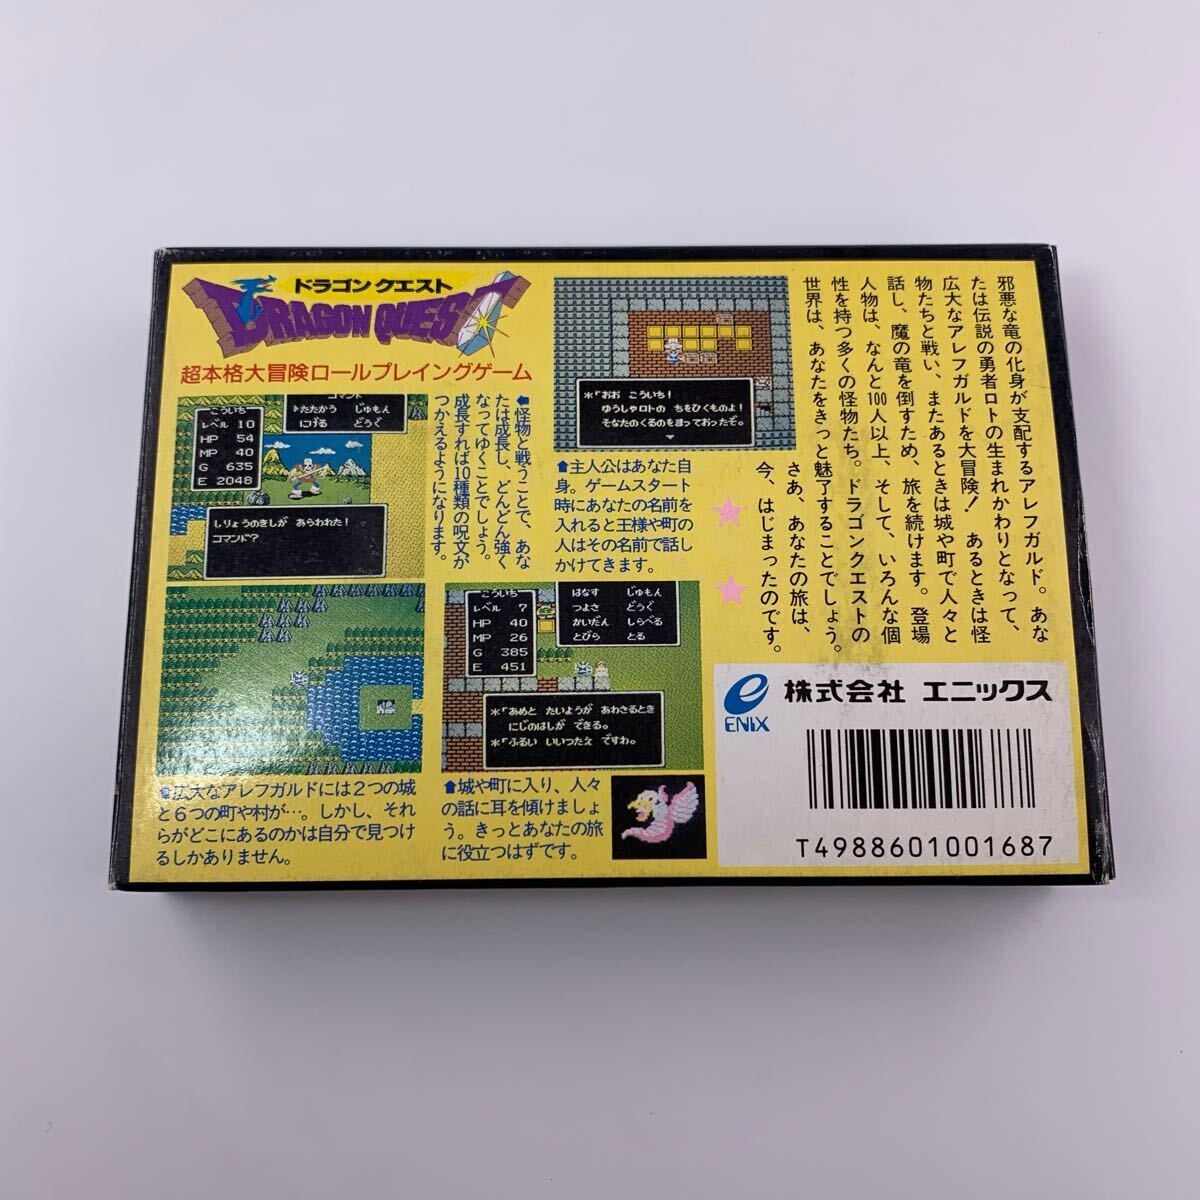 ドラゴンクエスト
DRAGON QUEST
超本格大冒険ロールプレイングゲーム
こういち
レベル 10
HP 54
MP 40
G 635
E 2048
コマンド
▶たたかう じゅもん
にげる どうぐ
しりょうのきしが あらわれた!
コマンド?
⬆怪物と戦うことで、あな
たは成長し、どんどん強く
なってゆくことでしょう。
成長すれば10種類の呪文が
つかえるようになります。
*「おお こういち!
ゆうしゃロトの ちをひくものよ!
そなたのくるのを まっておったぞ。
⬆主人公はあなた自
身。ゲームスタート
時にあなたの名前を
入れると王様や町の
人はその名前で話し
かけてきます。
邪悪な竜の化身が支配するアレフガルド。あな
たは伝説の勇者ロトの生まれかわりとなって、
広大なアレフガルドを大冒険! あるときは怪
物たちと戦い、またあるときは城や町で人々と
話し、魔の竜を倒すため、旅を続けます。登場
人物は、なんと100人以上、そして、いろんな個
性を持つ多くの怪物たち。ドラゴンクエストの
世界は、あなたをきっと魅了することでしょう。
さあ、あなたの旅は、
今、はじまったのです。
⬆広大なアレフガルドには2つの城
と6つの町や村が…。しかし、それ
らがどこにあるのかは自分で見つけ
るしかありません。
こういち
レベル 7
HP 40
MP 26
G 385
E 451
はなす じゅもん
つよさ どうぐ
かいだん しらべる
とびら とる
*「あめと たいようが あわさるとき
にじのはしが できる。
*「ふるい いいつたえ ですわ。
⬆城や町に入り、人々
の話に耳を傾けましょ
う。きっとあなたの旅
に役立つはずです。
ENIX
株式会社 エニックス
T4988601001687